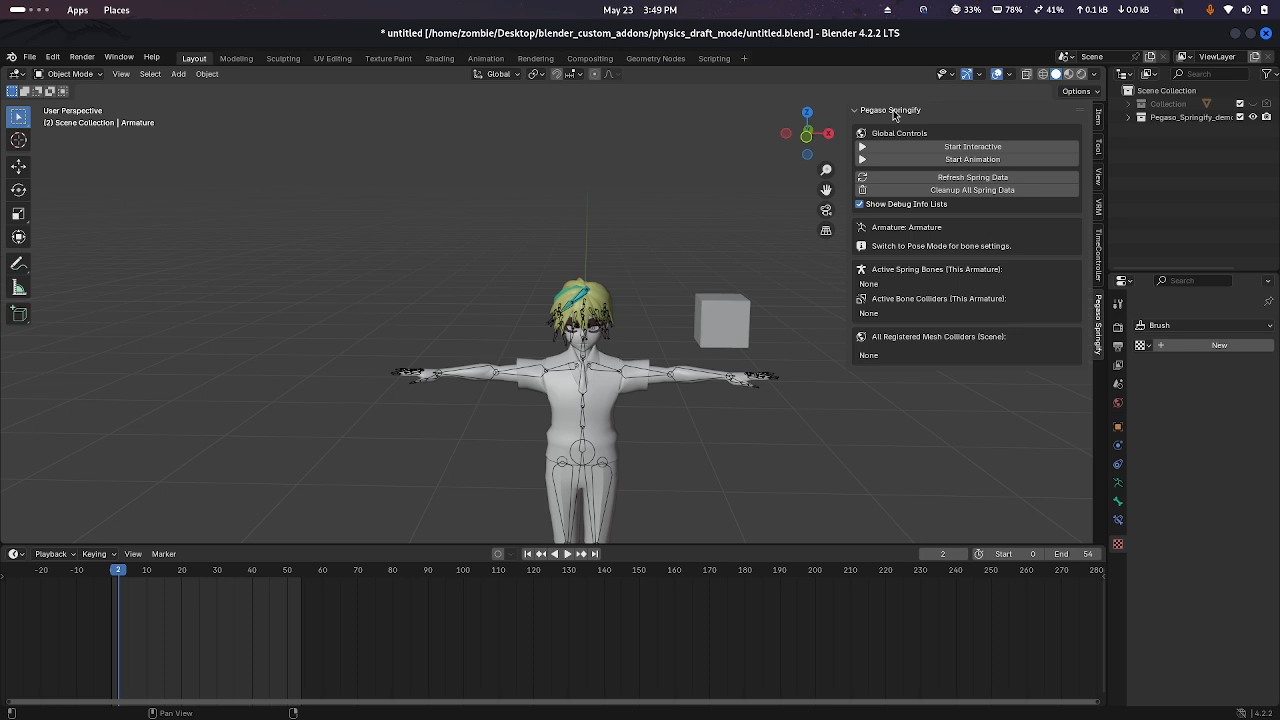 Apps Places May 23 3:49 PM 33% 78% 41% 0.1 kB 0.0 kB en
* untitled [/home/zombie/Desktop/blender_custom_addons/physics_draft_mode/untitled.blend] - Blender 4.2.2 LTS
File Edit Render Window Help Layout Modeling Sculpting UV Editing Texture Paint Shading Animation Rendering Compositing Geometry Nodes Scripting + Scene ViewLayer
Object Mode View Select Add Object Global Search
Options
User Perspective
(2) Scene Collection | Armature
Z
X
Pegaso Springify
Global Controls
Start Interactive
Start Animation
Refresh Spring Data
Cleanup All Spring Data
Show Debug Info Lists
Armature: Armature
Switch to Pose Mode for bone settings.
Active Spring Bones (This Armature):
None
Active Bone Colliders (This Armature):
None
All Registered Mesh Colliders (Scene):
None
Item
Tool
View
VRM
TimeController
Pegaso Springify
Scene Collection
Collection
Pegaso_Springify_demo
Search
Brush
New
Playback Keying View Marker 2 Start 0 End 54
-20 -10 2 10 20 30 40 50 60 70 80 90 100 110 120 130 140 150 160 170 180 190 200 210 220 230 240 250 260 270 280
Pan View 4.2.2